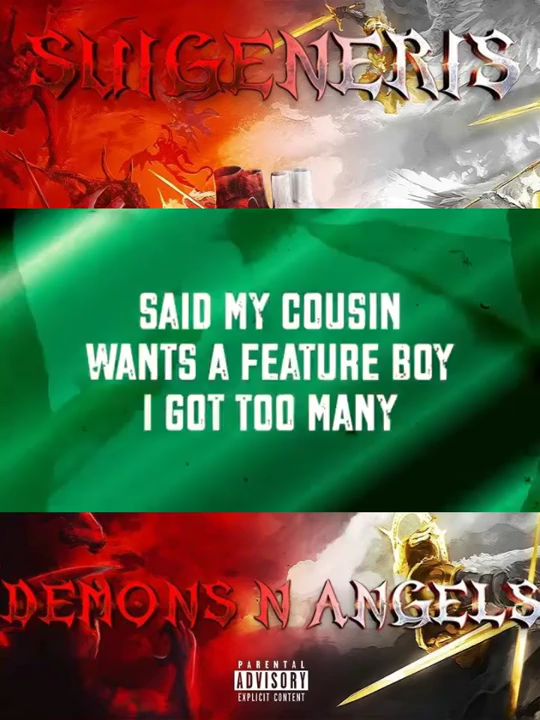 SUIGENERIS
SAID MY COUSIN
WANTS A FEATURE BOY
I GOT TOO MANY
DEMONS N ANGELS
PARENTAL
ADVISORY
EXPLICIT CONTENT